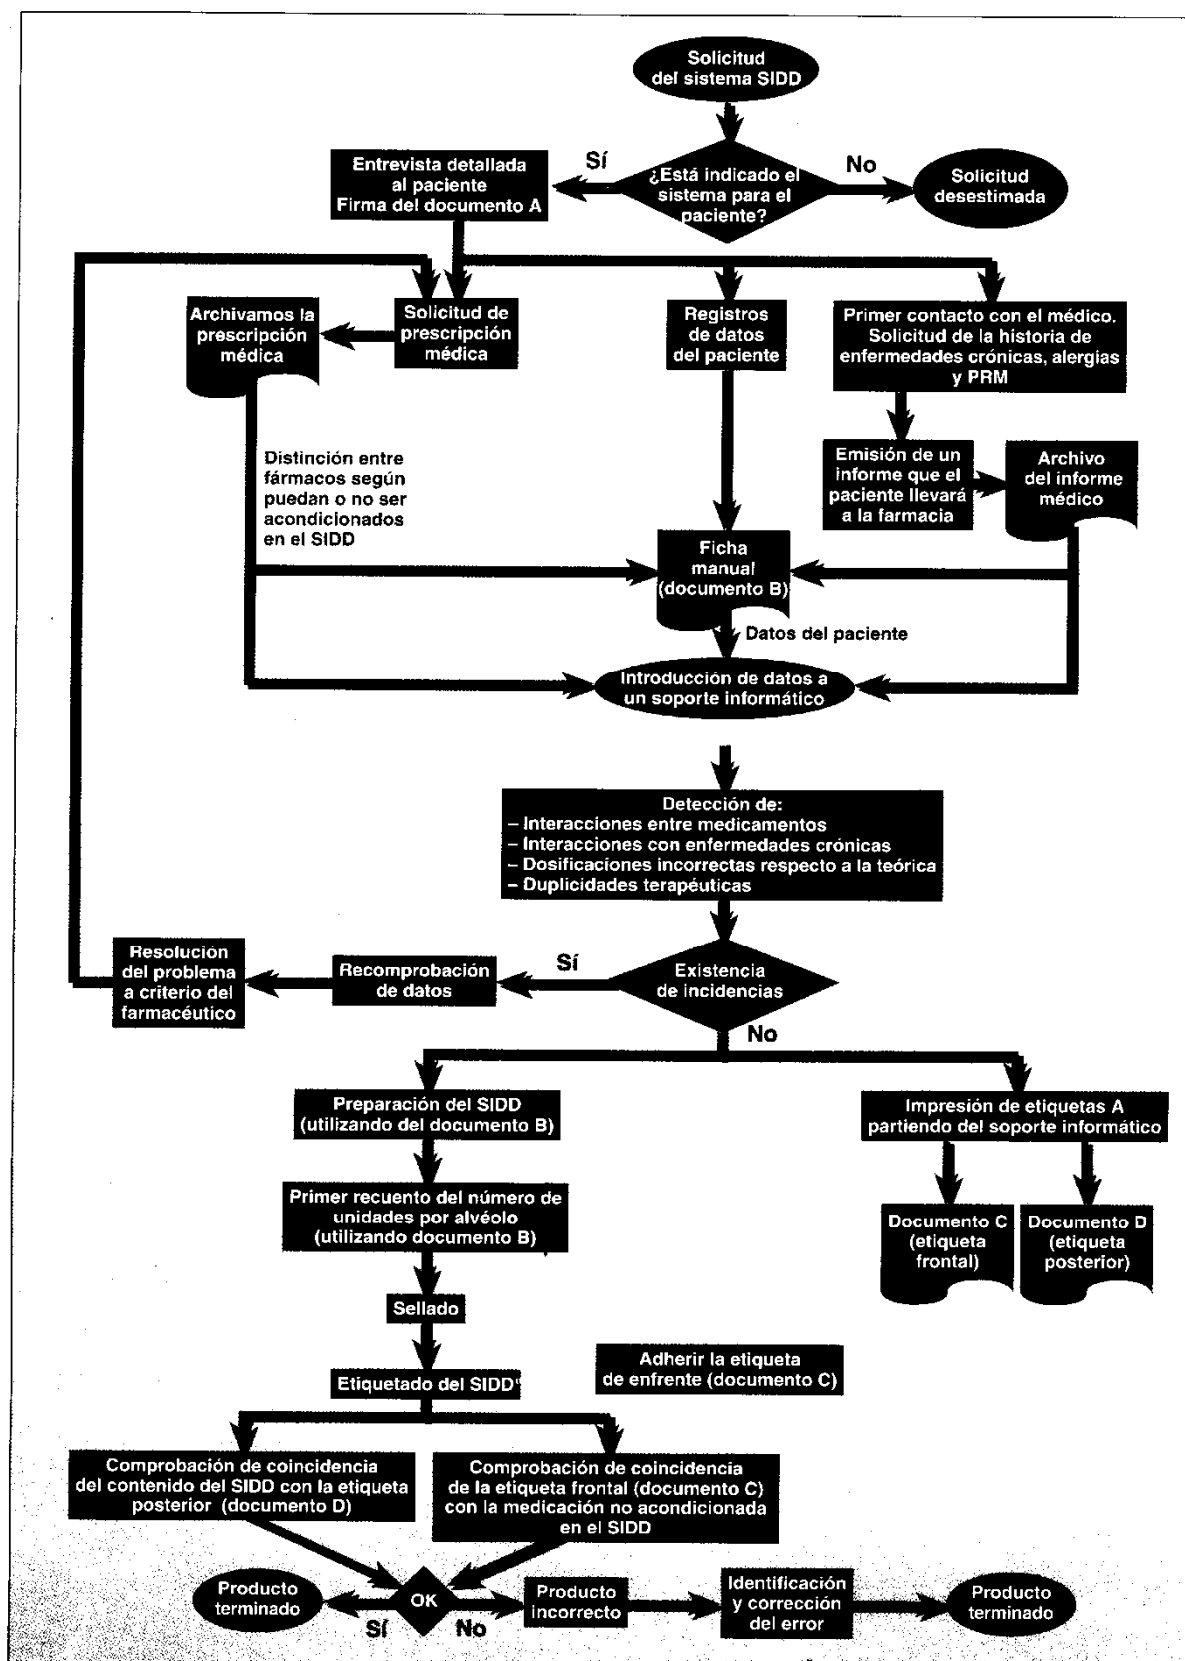 Solicitud
del sistema SIDD
¿Está indicado el
sistema para el
paciente?
Sí
No
Solicitud
desestimada
Entrevista detallada
al paciente
Firma del documento A
Archivamos la
prescripción
médica
Solicitud de
prescripción
médica
Registros
de datos
del paciente
Primer contacto con el médico.
Solicitud de la historia de
enfermedades crónicas, alergias
y PRM
Distinción entre
fármacos según
puedan o no ser
acondicionados
en el SIDD
Emisión de un
informe que el
paciente llevará
a la farmacia
Archivo
del informe
médico
Ficha
manual
(documento B)
Datos del paciente
Introducción de datos a
un soporte informático
Detección de:
– Interacciones entre medicamentos
– Interacciones con enfermedades crónicas
– Dosificaciones incorrectas respecto a la teórica
– Duplicidades terapéuticas
Existencia
de incidencias
Sí
No
Recomprobación
de datos
Resolución
del problema
a criterio del
farmacéutico
Preparación del SIDD
(utilizando del documento B)
Impresión de etiquetas A
partiendo del soporte informático
Primer recuento del número de
unidades por alvéolo
(utilizando documento B)
Documento C
(etiqueta
frontal)
Documento D
(etiqueta
posterior)
Sellado
Etiquetado del SIDD
Adherir la etiqueta
de enfrente (documento C)
Comprobación de coincidencia
del contenido del SIDD con la etiqueta
posterior (documento D)
Comprobación de coincidencia
de la etiqueta frontal (documento C)
con la medicación no acondicionada
en el SIDD
Producto
terminado
Sí
OK
No
Producto
incorrecto
Identificación
y corrección
del error
Producto
terminado